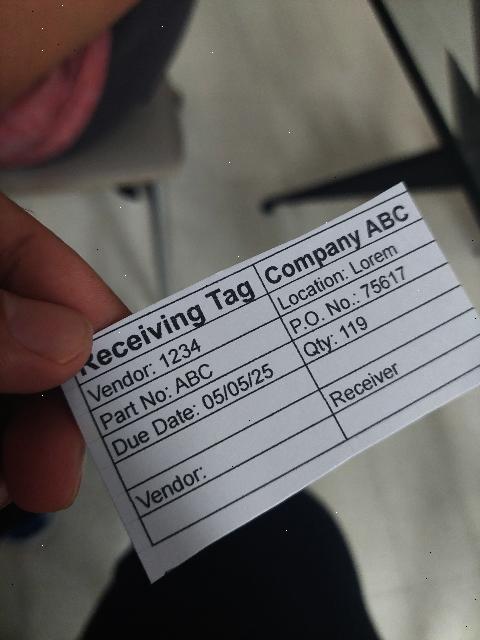 Receiving Tag Company ABC
Vendor: 1234 Location: Lorem
Part No: ABC P.O. No.: 75617
Due Date: 05/05/25 Qty: 119
Vendor: Receiver